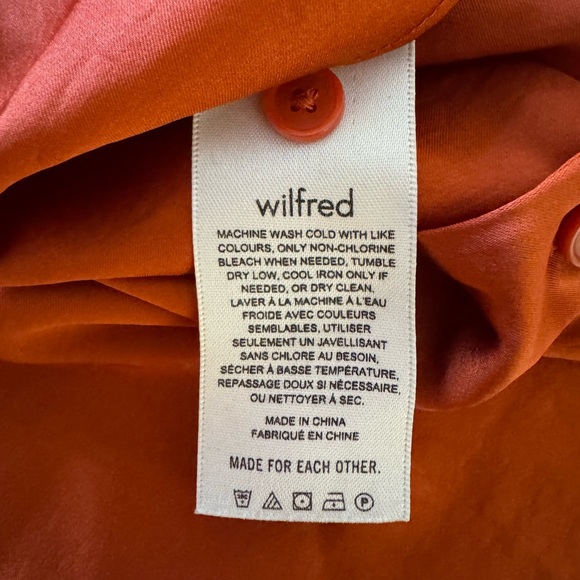 wilfred
MACHINE WASH COLD WITH LIKE
COLOURS, ONLY NON-CHLORINE
BLEACH WHEN NEEDED, TUMBLE
DRY LOW, COOL IRON ONLY IF
NEEDED, OR DRY CLEAN.
LAVER À LA MACHINE À L'EAU
FROIDE AVEC COULEURS
SEMBLABLES, UTILISER
SEULEMENT UN JAVELLISANT
SANS CHLORE AU BESOIN,
SÉCHER À BASSE TEMPÉRATURE,
REPASSAGE DOUX SI NÉCESSAIRE,
OU NETTOYER À SEC.
MADE IN CHINA
FABRIQUÉ EN CHINE
MADE FOR EACH OTHER.
30C P